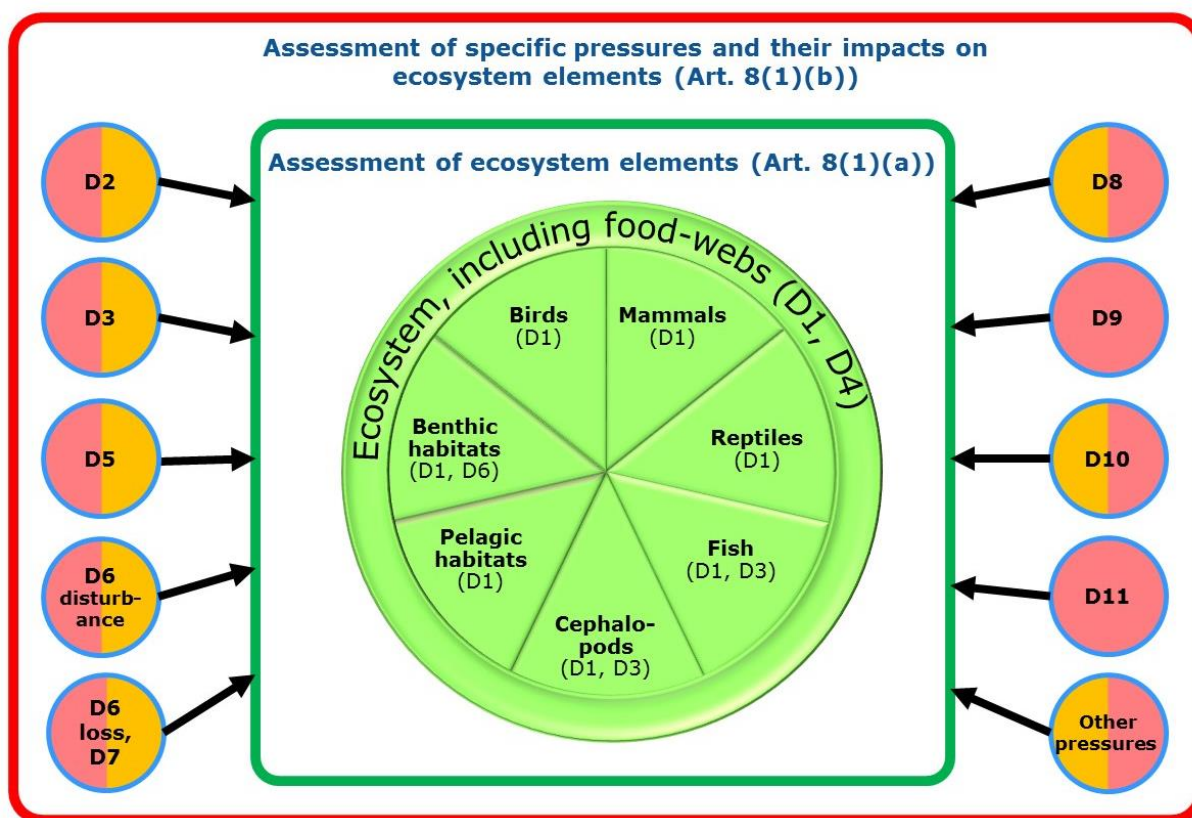 Assessment of specific pressures and their impacts on
ecosystem elements (Art. 8(1)(b))
Assessment of ecosystem elements (Art. 8(1)(a))
Ecosystem, including food-webs (D1, D4)
D2
D3
D5
D6
disturb-
ance
D6
loss,
D7
Birds
(D1)
Mammals
(D1)
Benthic
habitats
(D1, D6)
Reptiles
(D1)
Pelagic
habitats
(D1)
Fish
(D1, D3)
Cephalo-
pods
(D1, D3)
D8
D9
D10
D11
Other
pressures